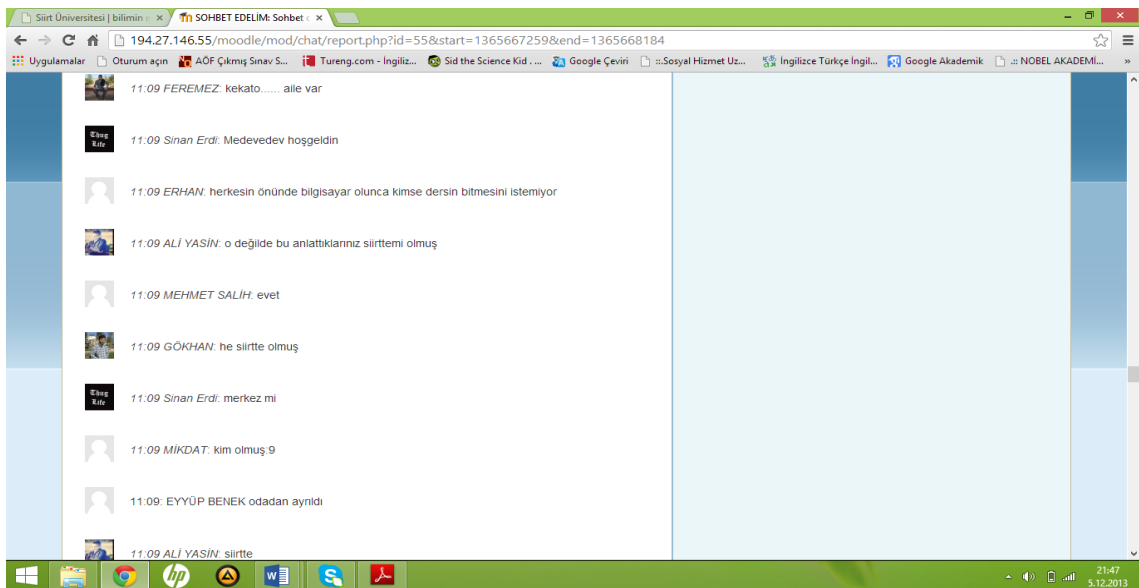 Siirt Üniversitesi | bilimin
SOHBET EDELİM: Sohbet
194.27.146.55/moodle/mod/chat/report.php?id=55&start=1365667259&end=1365668184
Uygulamalar Oturum açın AÖF Çıkmış Sınav S... Tureng.com - İngiliz... Sid the Science Kid . ... Google Çeviri ::.Sosyal Hizmet Uz... İngilizce Türkçe İngil... Google Akademik .:: NOBEL AKADEMİ... »
11:09 FEREMEZ: kekato...... aile var
Thug
Life
11:09 Sinan Erdi: Medevedev hoşgeldin
11:09 ERHAN: herkesin önünde bilgisayar olunca kimse dersin bitmesini istemiyor
11:09 ALİ YASİN: o değilde bu anlattıklarınız siirttemi olmuş
11:09 MEHMET SALİH: evet
11:09 GÖKHAN: he siirtte olmuş
Thug
Life
11:09 Sinan Erdi: merkez mi
11:09 MİKDAT: kim olmuş:9
11:09: EYYÜP BENEK odadan ayrıldı
11:09 ALİ YASİN: siirtte
hp
W
S
21:47
5.12.2013